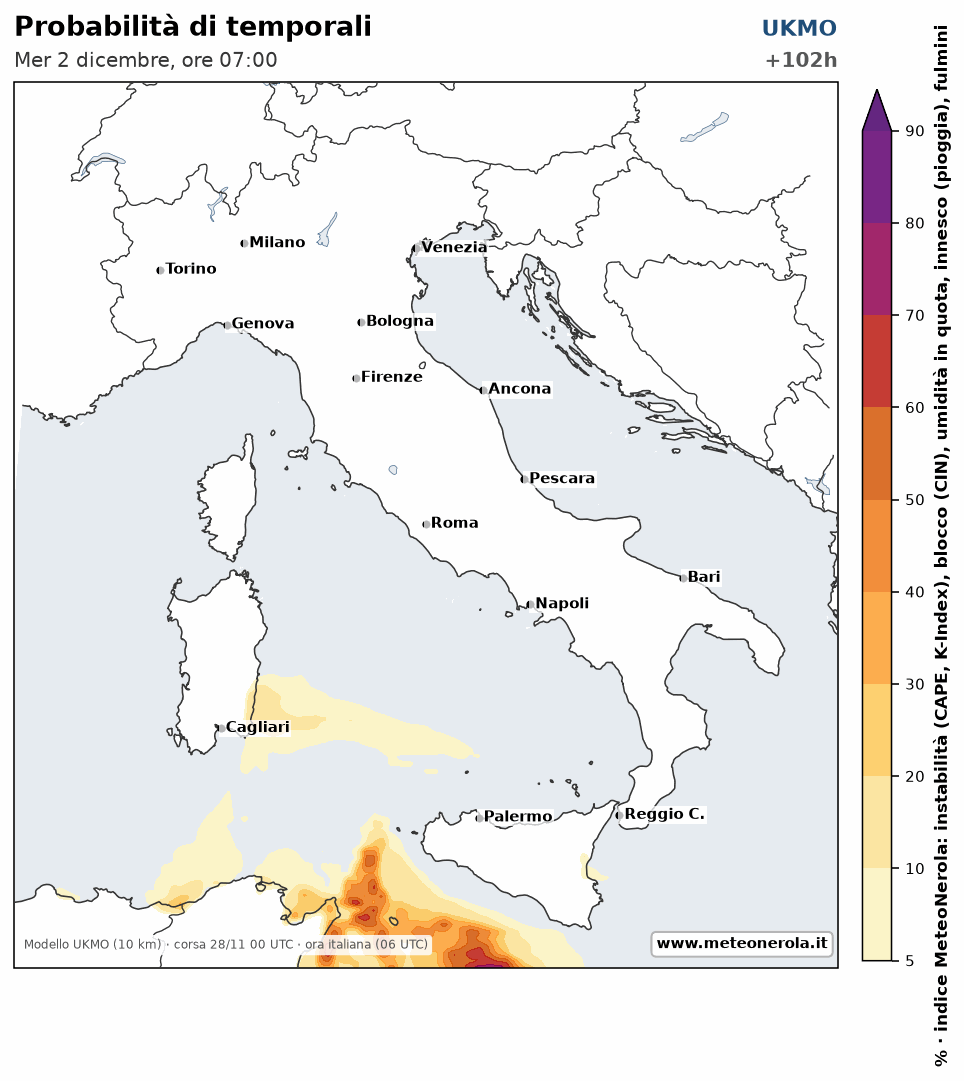 Probabilità di temporali
UKMO
Mer 2 dicembre, ore 07:00
+102h
Milano
Venezia
Torino
Genova
Bologna
Firenze
Ancona
Pescara
Roma
Bari
Napoli
Cagliari
Palermo
Reggio C.
Modello UKMO (10 km) · corsa 28/11 00 UTC · ora italiana (06 UTC)
www.meteonerola.it
90
80
70
60
50
40
30
20
10
5
% · indice MeteoNerola: instabilità (CAPE, K-Index), blocco (CIN), umidità in quota, innesco (pioggia), fulmini